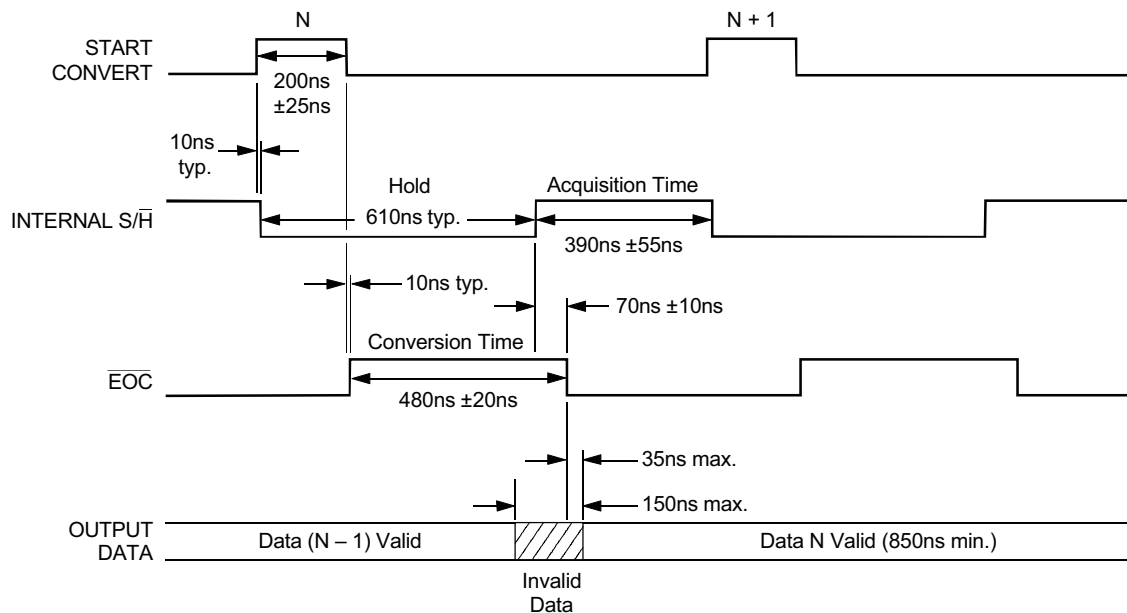 N
N + 1
START
CONVERT
200ns
±25ns
10ns
typ.
Hold
Acquisition Time
INTERNAL S/H̅
610ns typ.
390ns ±55ns
10ns typ.
70ns ±10ns
Conversion Time
E̅O̅C̅
480ns ±20ns
35ns max.
150ns max.
OUTPUT
DATA
Data (N – 1) Valid
Data N Valid (850ns min.)
Invalid
Data